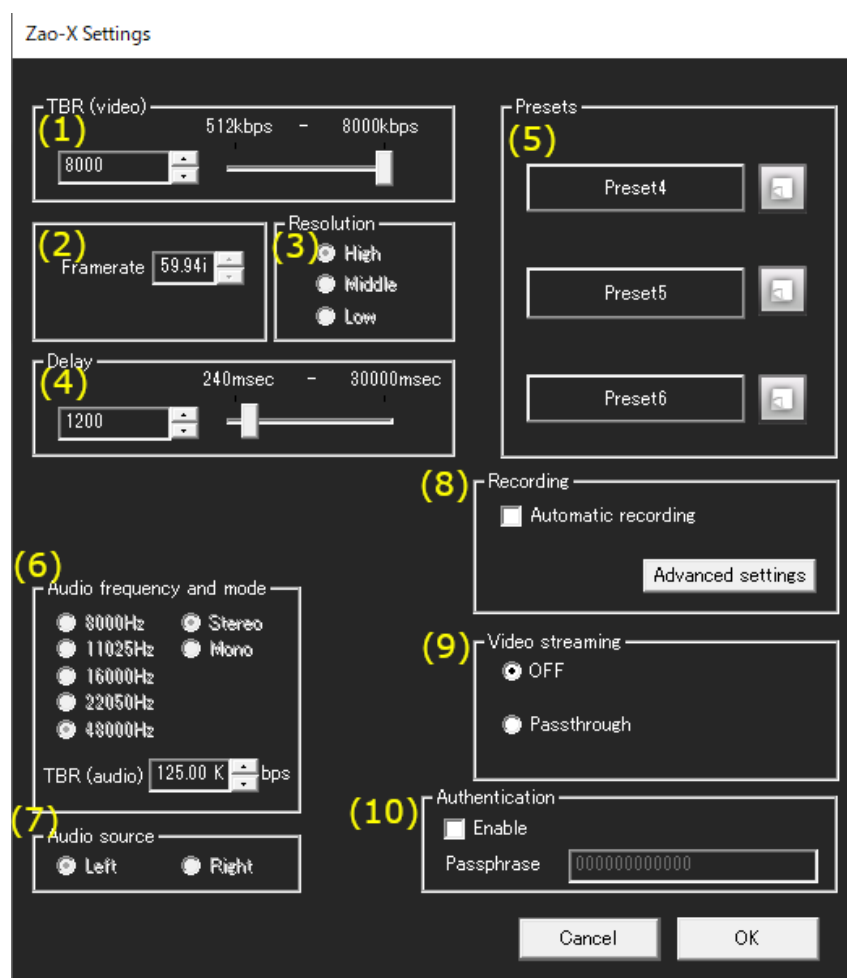 Zao-X Settings
TBR (video)
(1)
512kbps - 8000kbps
8000
(2)
Framerate 59.94i
Resolution
(3)
High
Middle
Low
Delay
(4)
240msec - 30000msec
1200
Presets
(5)
Preset4
Preset5
Preset6
(6)
Audio frequency and mode
8000Hz Stereo
11025Hz Mono
16000Hz
22050Hz
48000Hz
TBR (audio) 125.00 K bps
(7)
Audio source
Left Right
(8)
Recording
Automatic recording
Advanced settings
(9)
Video streaming
OFF
Passthrough
(10)
Authentication
Enable
Passphrase 000000000000
Cancel OK